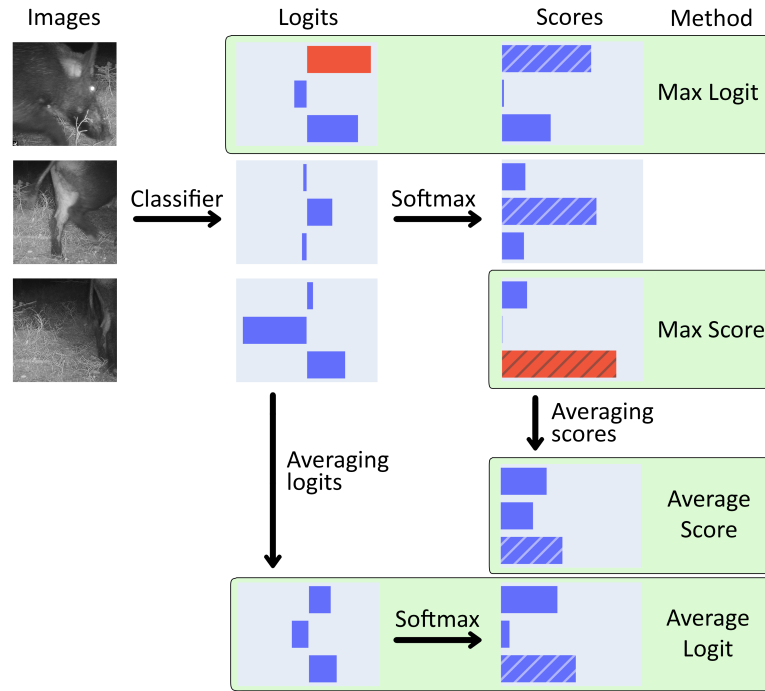 Images
Logits
Scores
Method
Max Logit
Classifier
Softmax
Max Score
Averaging
scores
Averaging
logits
Average
Score
Softmax
Average
Logit